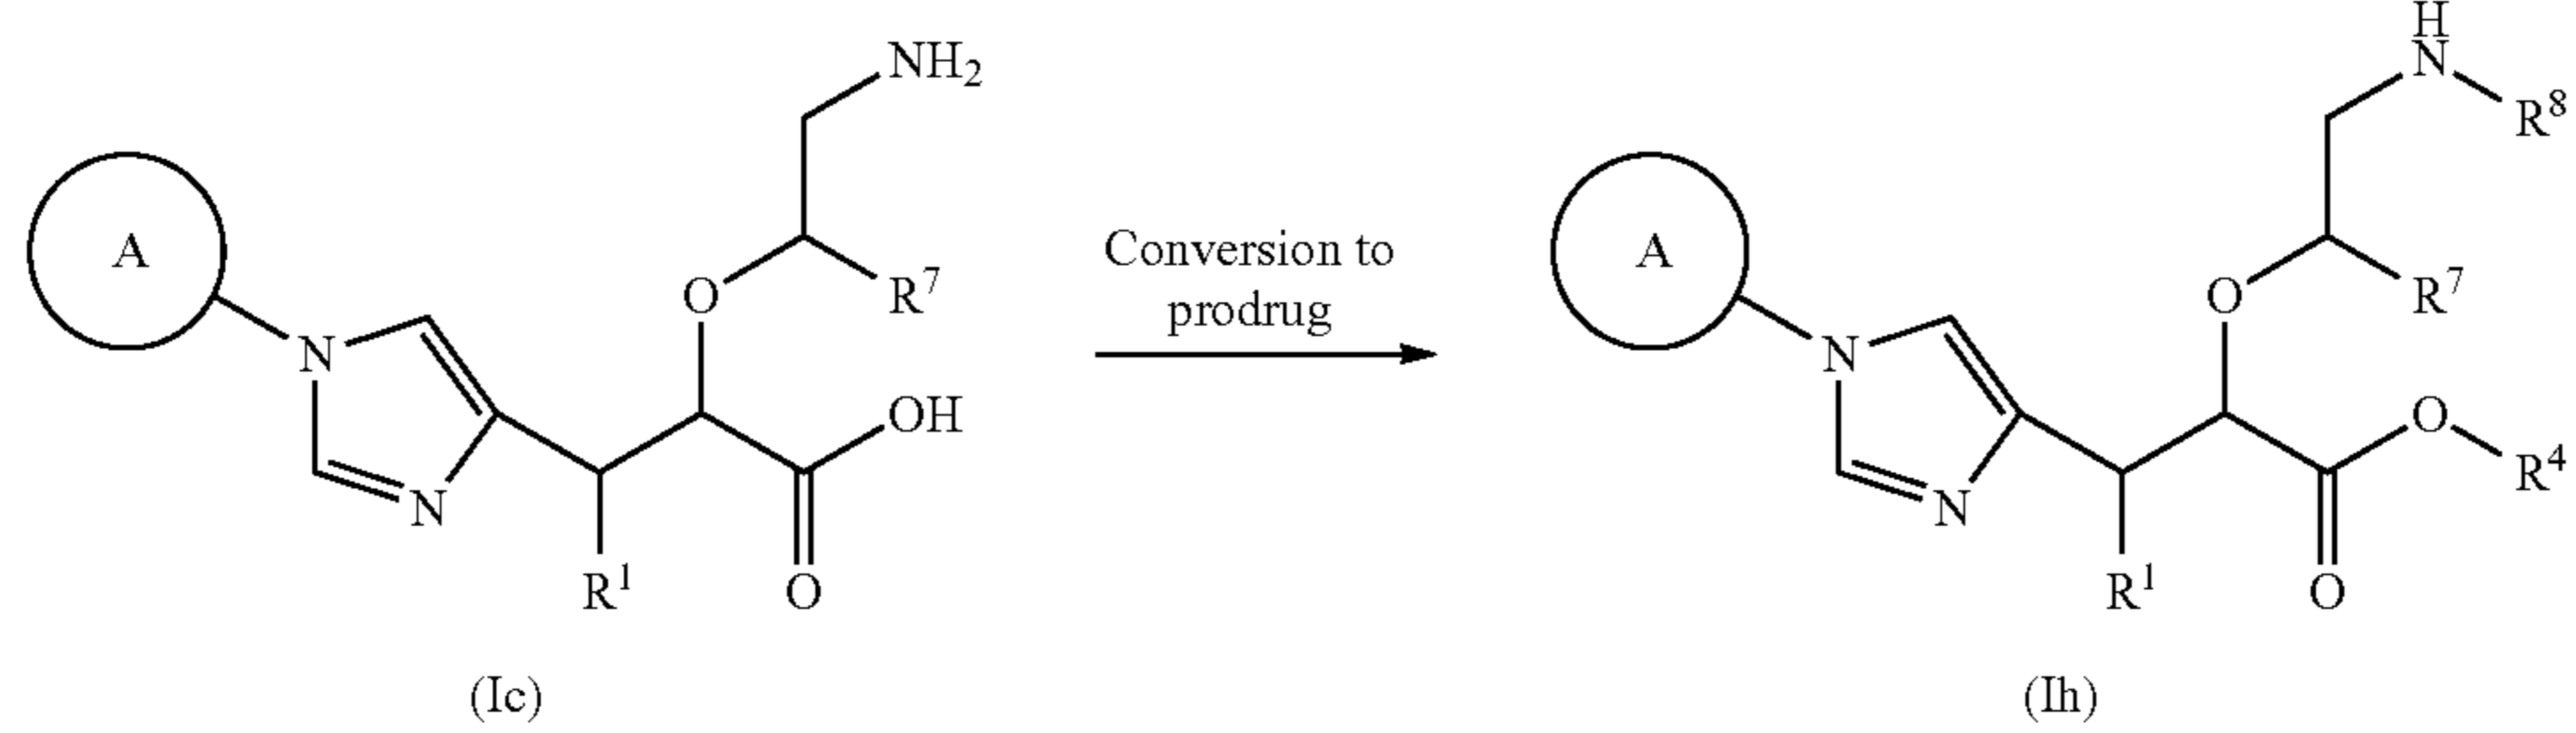 NH₂
A
O
R⁷
N
N
OH
R¹
O
(Ic)
Conversion to
prodrug
H
N
R⁸
A
O
R⁷
N
N
O
R⁴
R¹
O
(Ih)